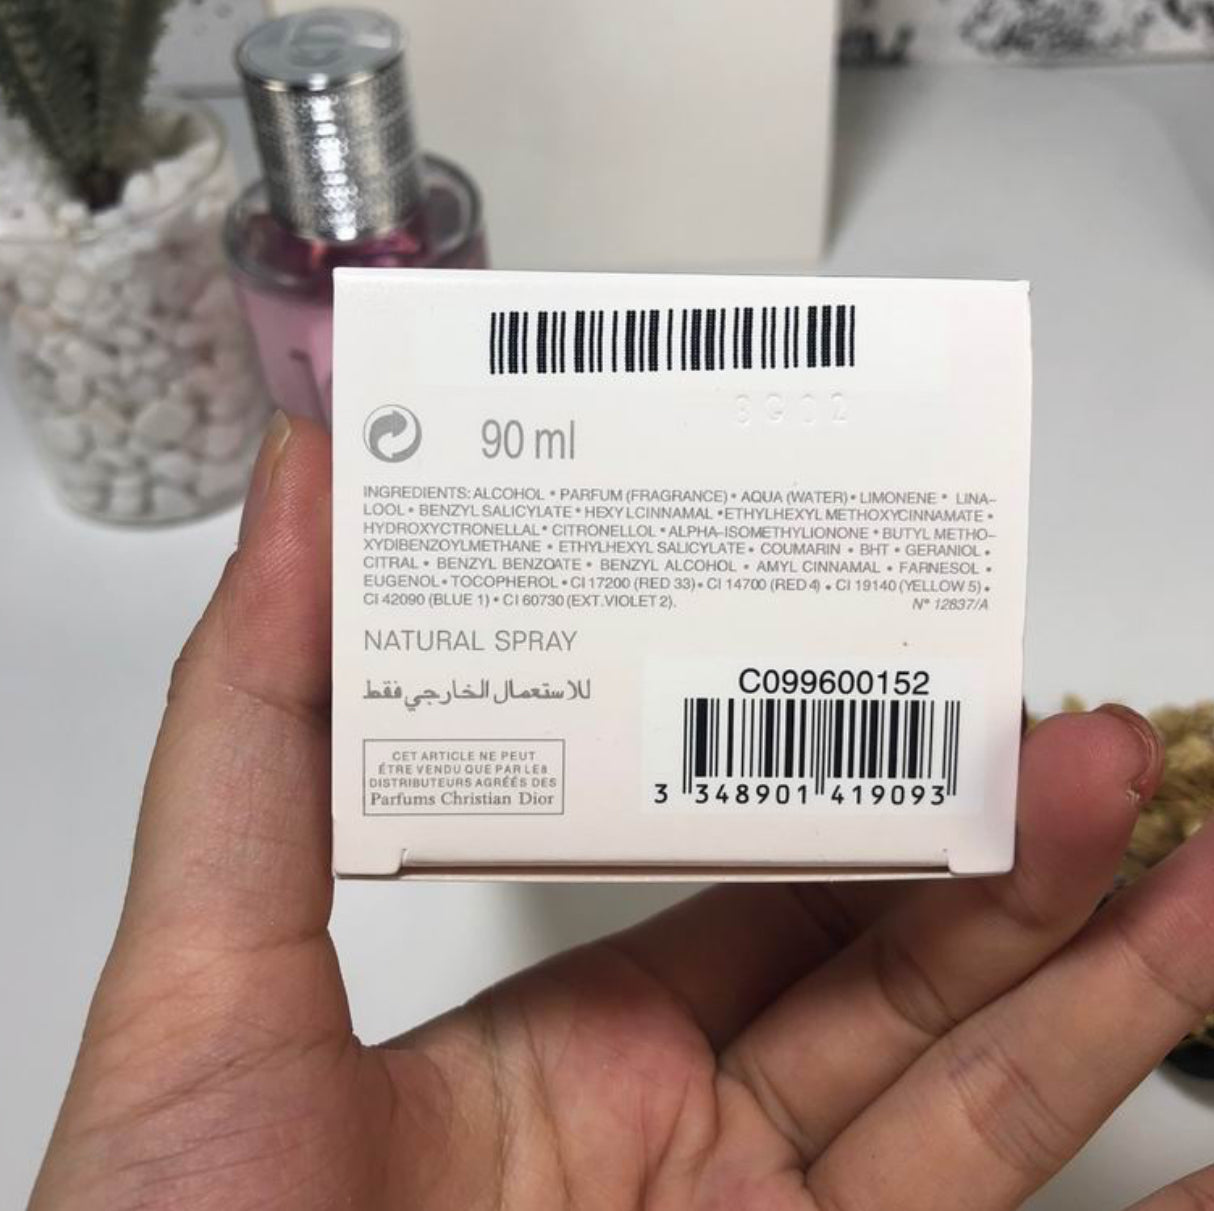 8G02
90 ml
INGREDIENTS: ALCOHOL • PARFUM (FRAGRANCE) • AQUA (WATER) • LIMONENE • LINA-
LOOL • BENZYL SALICYLATE • HEXYL CINNAMAL • ETHYLHEXYL METHOXYCINNAMATE •
HYDROXYCTRONELLAL • CITRONELLOL • ALPHA-ISOMETHYLIONONE • BUTYL METHO-
XYDIBENZOYLMETHANE • ETHYLHEXYL SALICYLATE • COUMARIN • BHT • GERANIOL •
CITRAL • BENZYL BENZOATE • BENZYL ALCOHOL • AMYL CINNAMAL • FARNESOL •
EUGENOL • TOCOPHEROL • CI 17200 (RED 33) • CI 14700 (RED 4) • CI 19140 (YELLOW 5) •
CI 42090 (BLUE 1) • CI 60730 (EXT. VIOLET 2). N° 12837/A
NATURAL SPRAY
للاستعمال الخارجي فقط
CET ARTICLE NE PEUT
ÊTRE VENDU QUE PAR LES
DISTRIBUTEURS AGRÉÉS DES
Parfums Christian Dior
C099600152
3 348901 419093